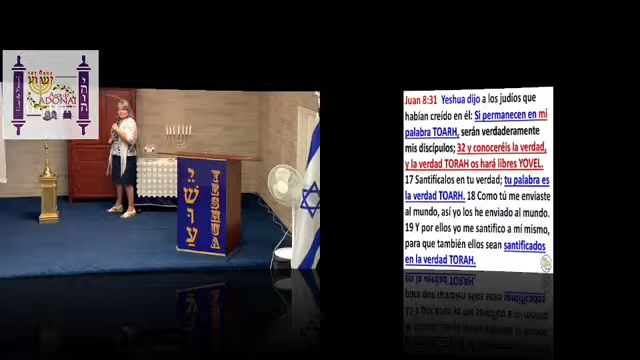 ישוע
ADONAI
יהוה
ישוע
YESHUA
Juan 8:31 Yeshua dijo a los judios que
habían creído en él: Si permanecen en mi
palabra TOARH, serán verdaderamente
mis discípulos; 32 y conoceréis la verdad,
y la verdad TORAH os hará libres YOVEL.
17 Santifícalos en tu verdad; tu palabra es
la verdad TOARH. 18 Como tú me enviaste
al mundo, así yo los he enviado al mundo.
19 Y por ellos yo me santifico a mí mismo,
para que también ellos sean santificados
en la verdad TORAH.